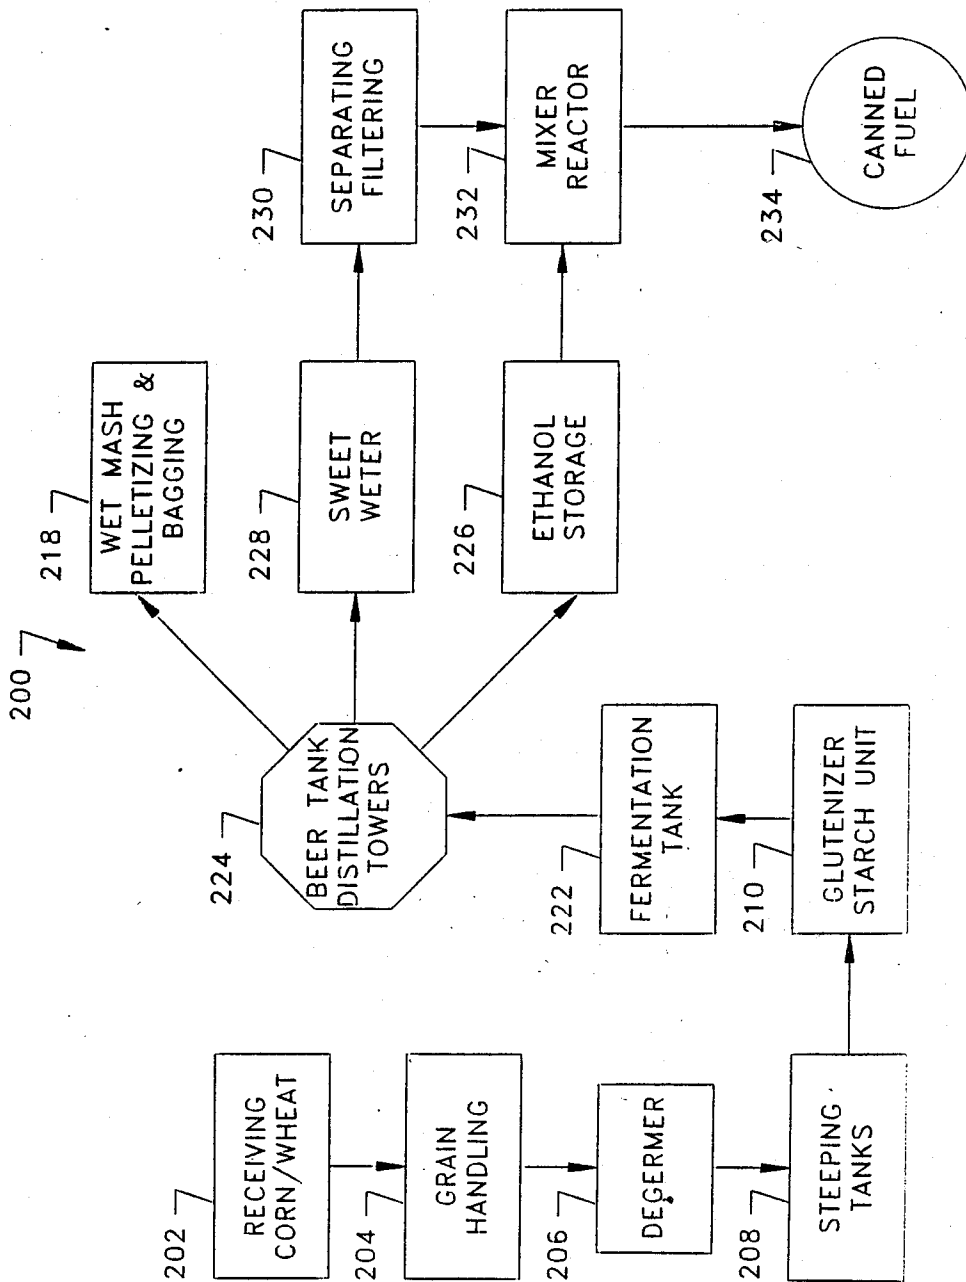 200
202
RECEIVING
CORN/WHEAT
204
GRAIN
HANDLING
206
DEGERMER
208
STEEPING
TANKS
210
GLUTENIZER
STARCH UNIT
222
FERMENTATION
TANK
224
BEER TANK
DISTILLATION
TOWERS
218
WET MASH
PELLETIZING &
BAGGING
228
SWEET
WETER
226
ETHANOL
STORAGE
230
SEPARATING
FILTERING
232
MIXER
REACTOR
234
CANNED
FUEL